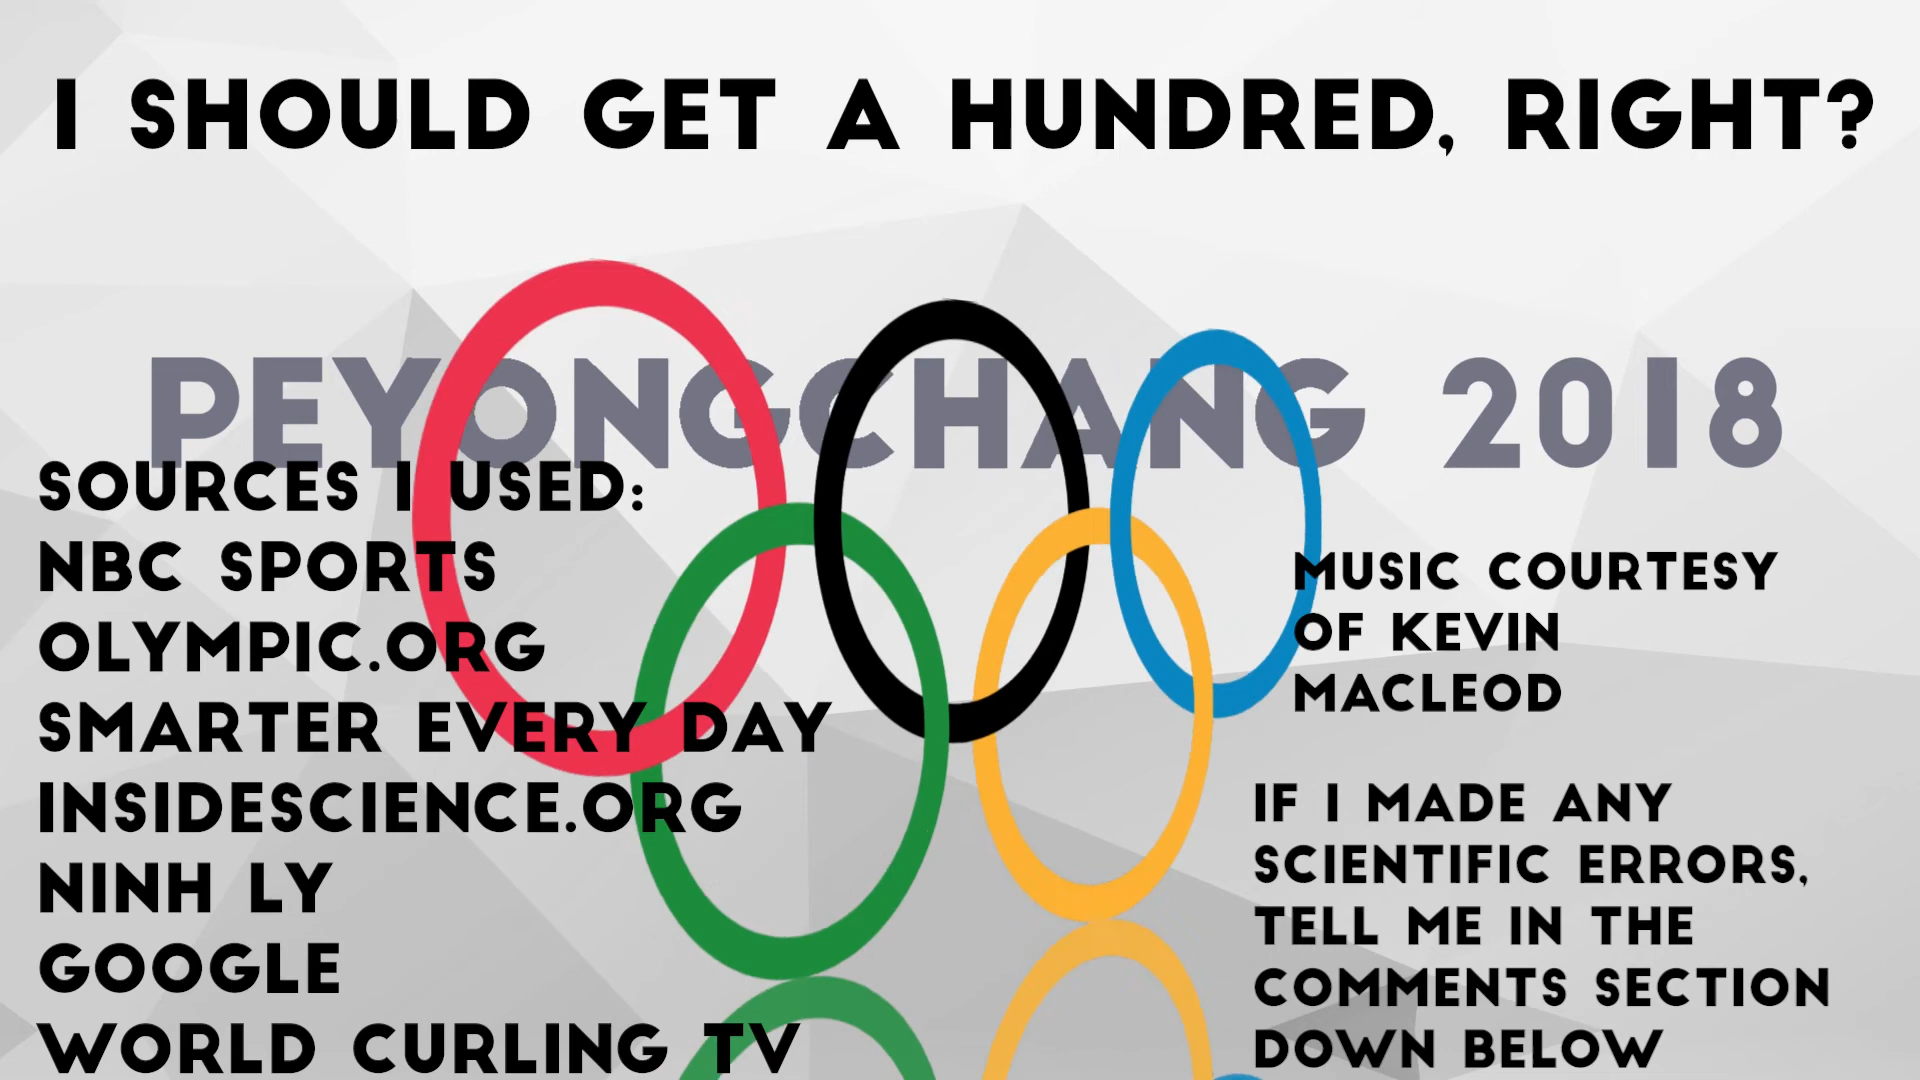 I SHOULD GET A HUNDRED, RIGHT?
PEYONGCHANG 2018
SOURCES I USED:
NBC SPORTS
OLYMPIC.ORG
SMARTER EVERY DAY
INSIDESCIENCE.ORG
NINH LY
GOOGLE
WORLD CURLING TV
MUSIC COURTESY
OF KEVIN
MACLEOD
IF I MADE ANY
SCIENTIFIC ERRORS,
TELL ME IN THE
COMMENTS SECTION
DOWN BELOW